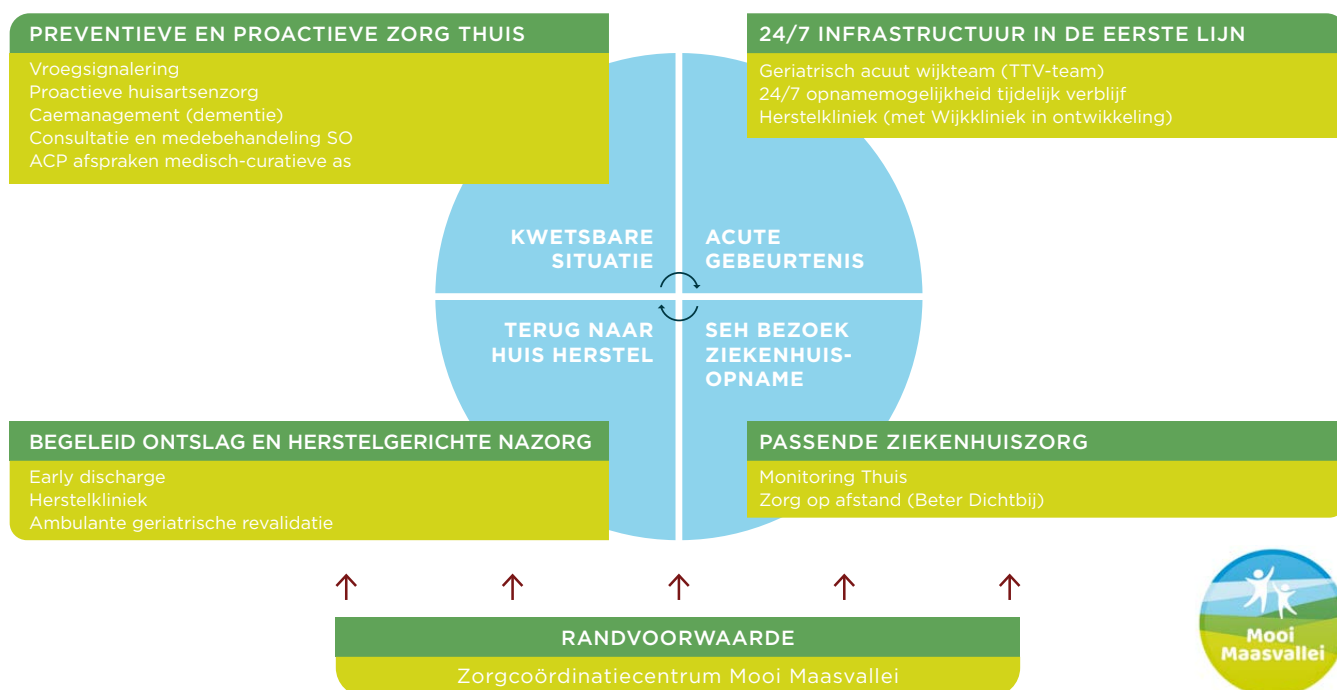 PREVENTIEVE EN PROACTIEVE ZORG THUIS
Vroegsignalering
Proactieve huisartsenzorg
Caemanagement (dementie)
Consultatie en medebehandeling SO
ACP afspraken medisch-curatieve as
24/7 INFRASTRUCTUUR IN DE EERSTE LIJN
Geriatrisch acuut wijkteam (TTV-team)
24/7 opnamemogelijkheid tijdelijk verblijf
Herstelkliniek (met Wijkkliniek in ontwikkeling)
KWETSBARE
SITUATIE
ACUTE
GEBEURTENIS
TERUG NAAR
HUIS HERSTEL
SEH BEZOEK
ZIEKENHUIS-
OPNAME
BEGELEID ONTSLAG EN HERSTELGERICHTE NAZORG
Early discharge
Herstelkliniek
Ambulante geriatrische revalidatie
PASSENDE ZIEKENHUISZORG
Monitoring Thuis
Zorg op afstand (Beter Dichtbij)
RANDVOORWAARDE
Zorgcoördinatiecentrum Mooi Maasvallei
Mooi
Maasvallei